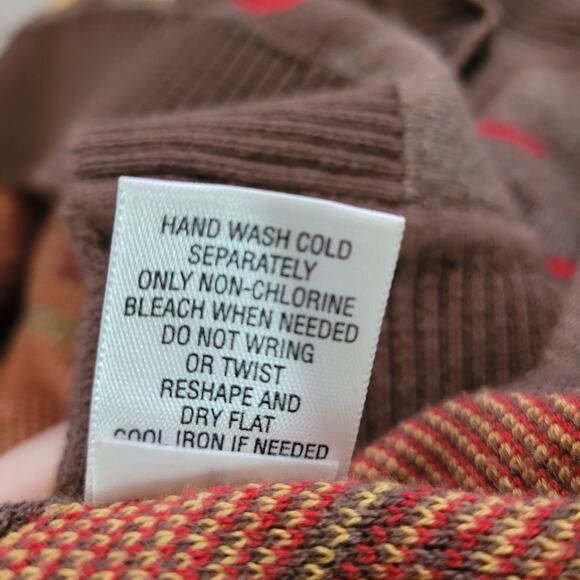 HAND WASH COLD
SEPARATELY
ONLY NON-CHLORINE
BLEACH WHEN NEEDED
DO NOT WRING
OR TWIST
RESHAPE AND
DRY FLAT
COOL IRON IF NEEDED